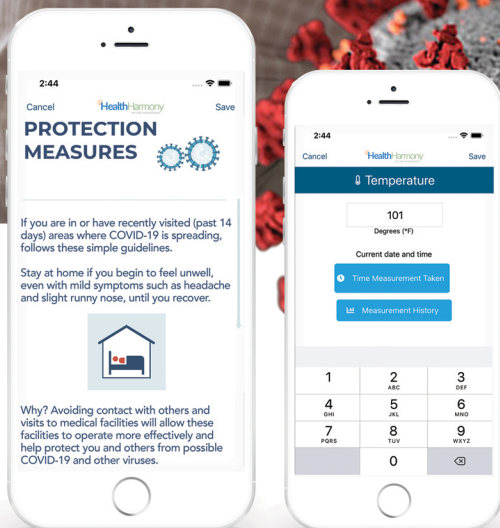 2:44
Cancel
HealthHarmony
Save
PROTECTION
MEASURES
If you are in or have recently visited (past 14
days) areas where COVID-19 is spreading,
follows these simple guidelines.
Stay at home if you begin to feel unwell,
even with mild symptoms such as headache
and slight runny nose, until you recover.
Why? Avoiding contact with others and
visits to medical facilities will allow these
facilities to operate more effectively and
help protect you and others from possible
COVID-19 and other viruses.
2:44
Cancel
HealthHarmony
Save
Temperature
101
Degrees (°F)
Current date and time
Time Measurement Taken
Measurement History
1
2
ABC
3
DEF
4
GHI
5
JKL
6
MNO
7
PQRS
8
TUV
9
WXYZ
0